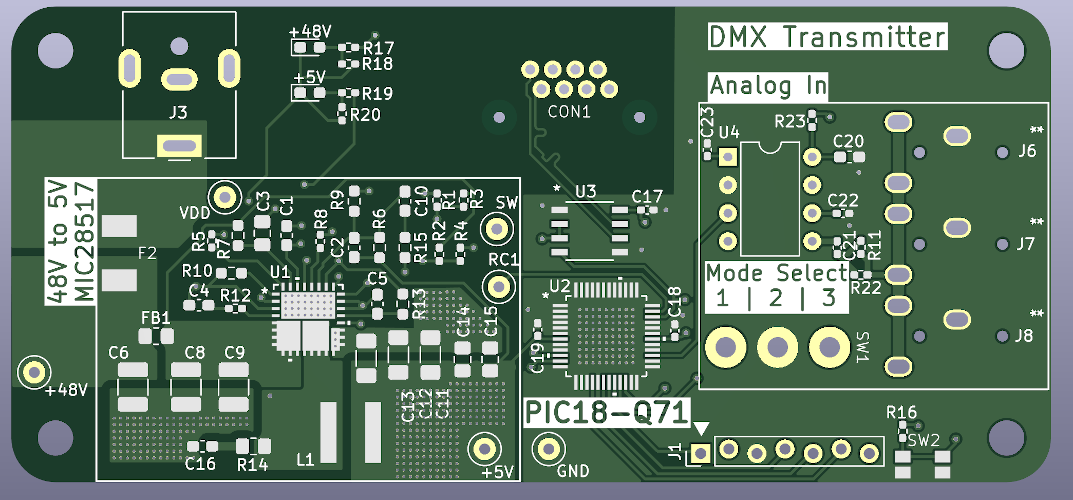 +48V
R17
R18
+5V
R19
R20
J3
CON1
DMX Transmitter
Analog In
C23
U4
R23
C20
**
J6
C22
C21
R11
R22
**
J7
**
J8
Mode Select
1 | 2 | 3
SW1
48V to 5V
MIC28517
VDD
F2
R5
R7
C3
C1
R8
R9
C2
R6
C10
R15
R1
R3
R2
R4
SW
RC1
R10
U1
*
C4
R12
C5
R13
FB1
C6
C8
C9
C14
C15
C13
C12
C11
C16
R14
L1
+5V
+48V
*
U3
C17
U2
*
C18
C19
PIC18-Q71
GND
J1
R16
SW2